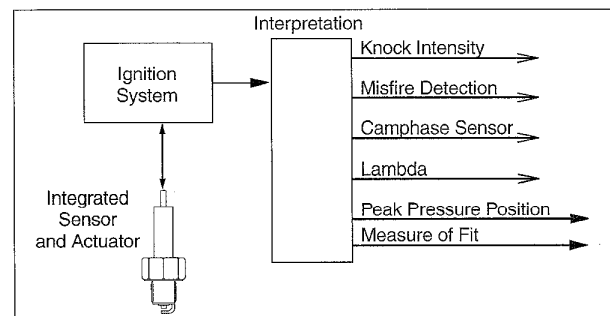 Interpretation
Ignition
System
Integrated
Sensor
and Actuator
Knock Intensity
Misfire Detection
Camphase Sensor
Lambda
Peak Pressure Position
Measure of Fit